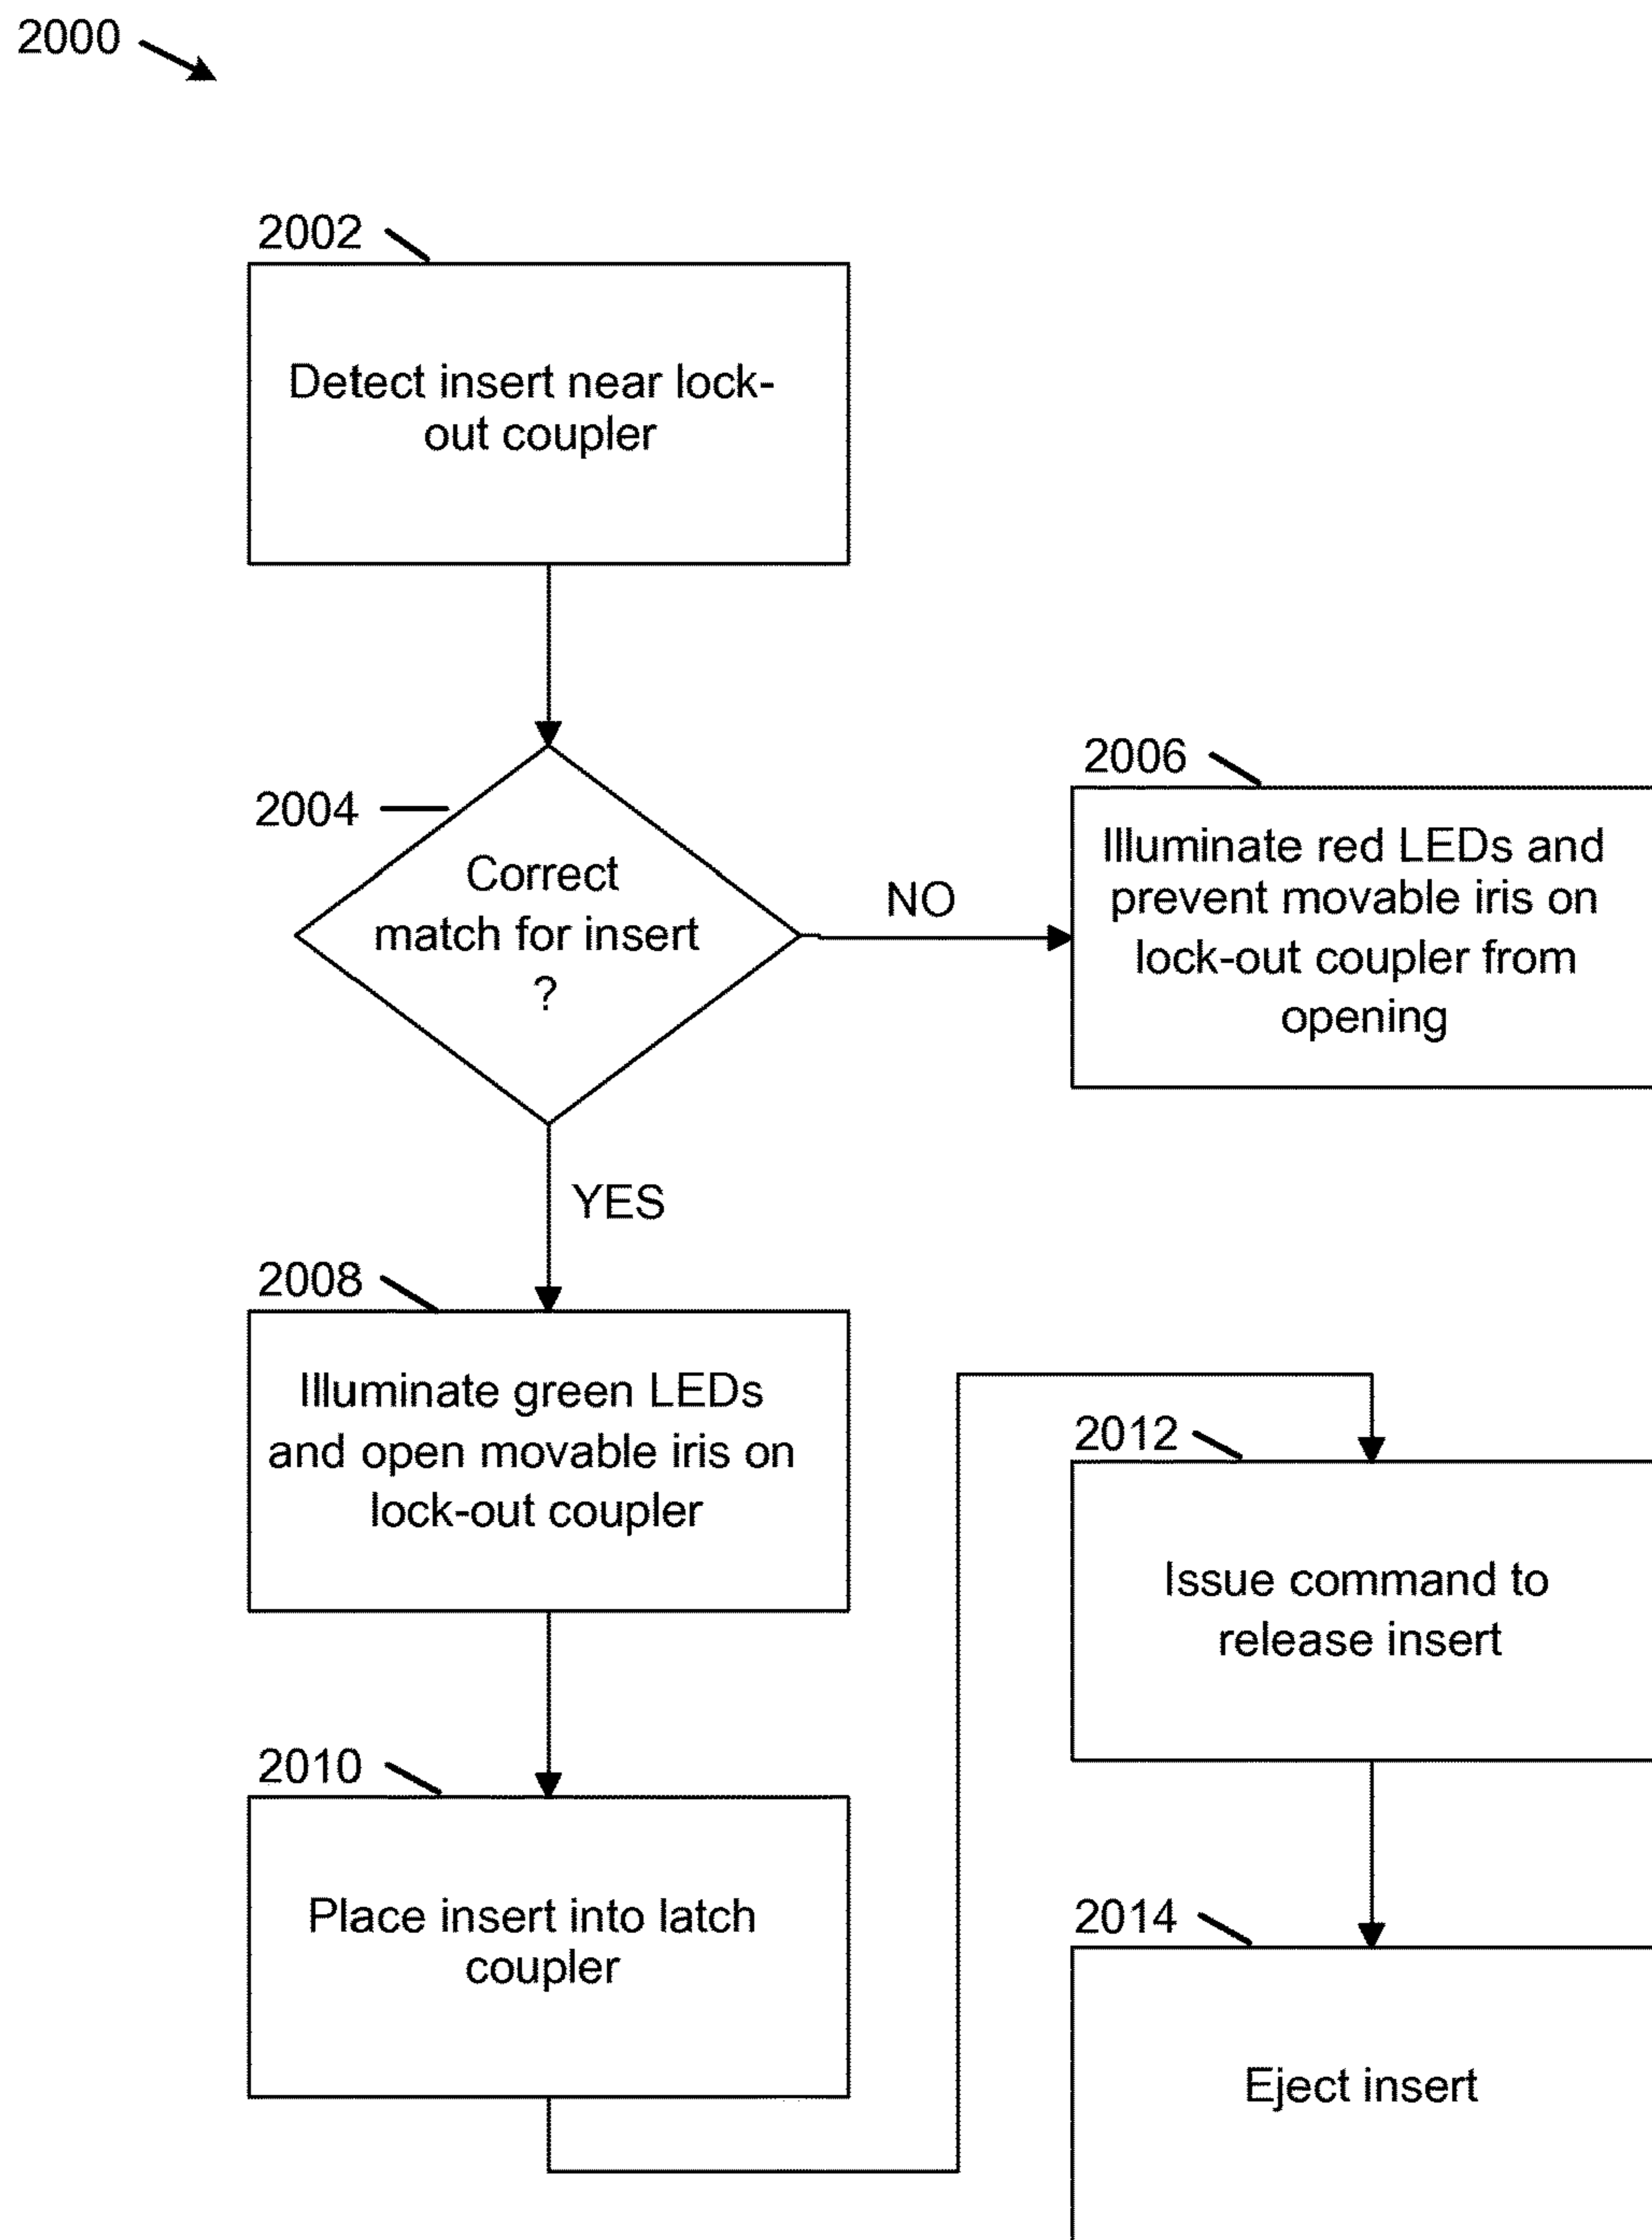 2000
2002
Detect insert near lock-
out coupler
2004
Correct
match for insert
?
NO
2006
Illuminate red LEDs and
prevent movable iris on
lock-out coupler from
opening
YES
2008
Illuminate green LEDs
and open movable iris on
lock-out coupler
2010
Place insert into latch
coupler
2012
Issue command to
release insert
2014
Eject insert